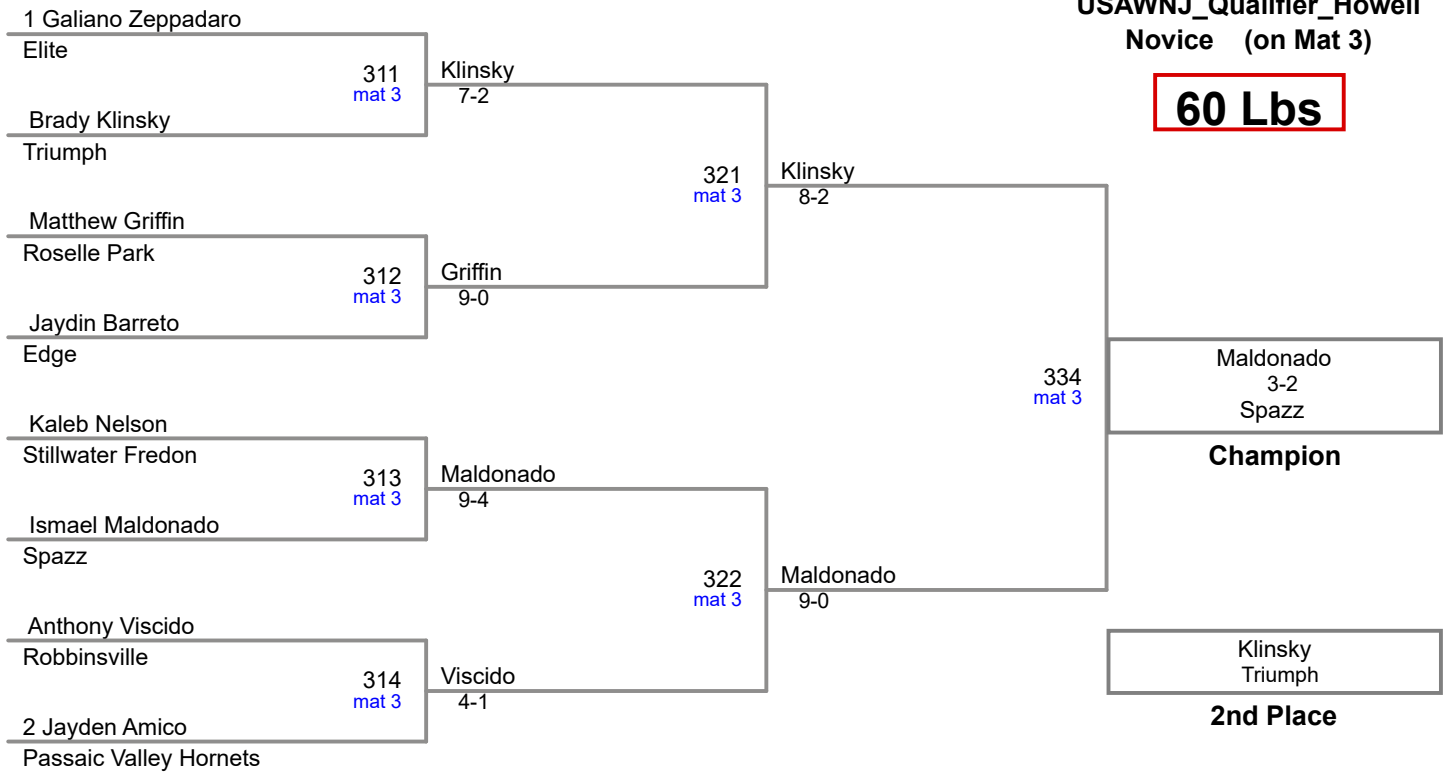 USAWNJ_Qualifier_Howell
Novice (on Mat 3)
60 Lbs
1 Galiano Zeppadaro
Elite
311
mat 3
Klinsky
7-2
Brady Klinsky
Triumph
321
mat 3
Klinsky
8-2
Matthew Griffin
Roselle Park
312
mat 3
Griffin
9-0
Jaydin Barreto
Edge
334
mat 3
Maldonado
3-2
Spazz
Champion
Kaleb Nelson
Stillwater Fredon
313
mat 3
Maldonado
9-4
Ismael Maldonado
Spazz
322
mat 3
Maldonado
9-0
Anthony Viscido
Robbinsville
314
mat 3
Viscido
4-1
2 Jayden Amico
Passaic Valley Hornets
Klinsky
Triumph
2nd Place